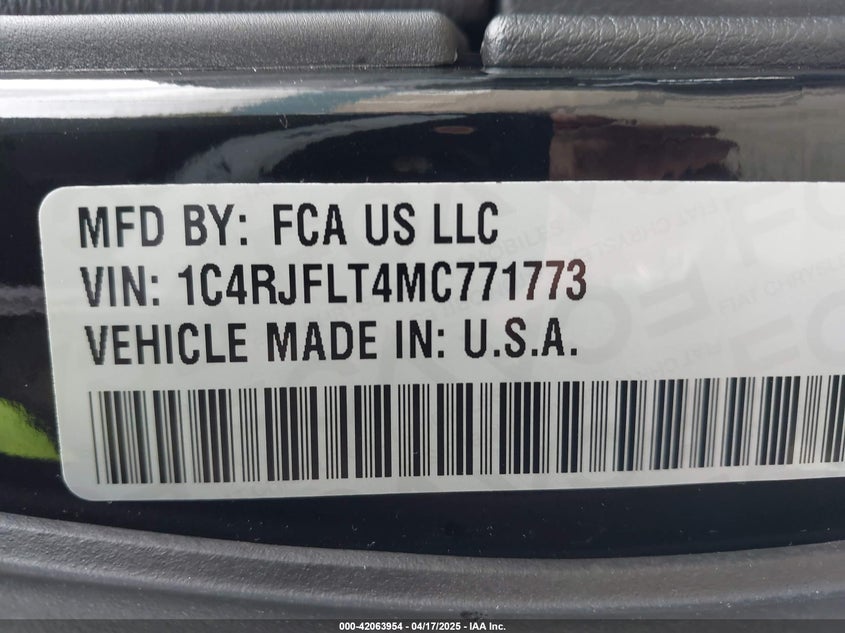 MFD BY: FCA US LLC
VIN: 1C4RJFLT4MC771773
VEHICLE MADE IN: U.S.A.
000-42063954 - 04/17/2025 - IAA Inc.